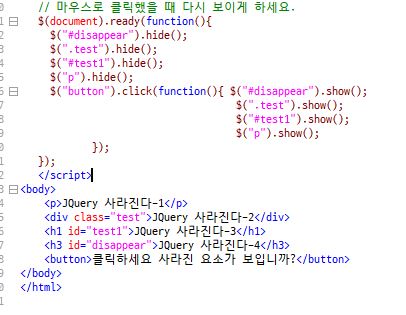 // 마우스로 클릭했을 때 다시 보이게 하세요.
$(document).ready(function(){
$("#disappear").hide();
$(".test").hide();
$("#test1").hide();
$("p").hide();
$("button").click(function(){ $("#disappear").show();
$(".test").show();
$("#test1").show();
$("p").show();
});
});
</script>
<body>
<p>JQuery 사라진다-1</p>
<div class="test">JQuery 사라진다-2</div>
<h1 id="test1">JQuery 사라진다-3</h1>
<h3 id="disappear">JQuery 사라진다-4</h3>
<button>클릭하세요 사라진 요소가 보입니까?</button>
</body>
</html>